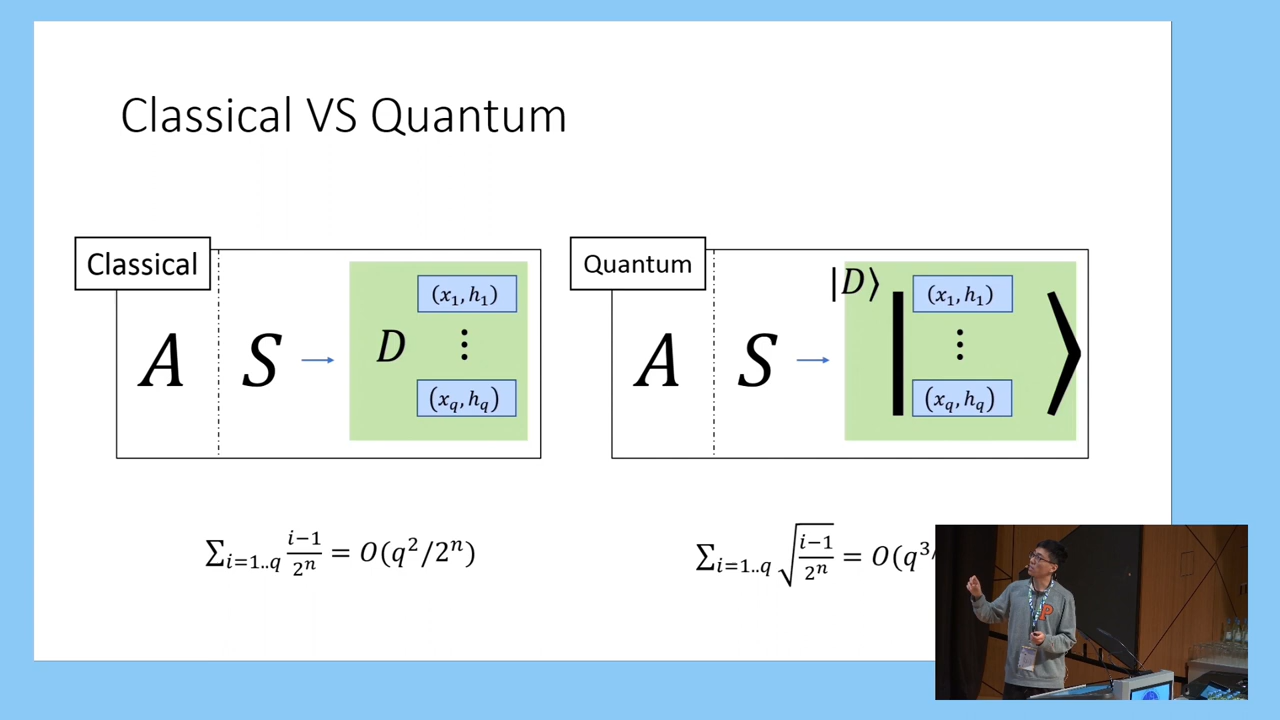 Classical VS Quantum
Classical
A S → D
(x₁, h₁)
⋮
(x_q, h_q)
∑_{i=1..q} (i−1)/2ⁿ = O(q²/2ⁿ)
Quantum
A S → |D⟩
(x₁, h₁)
⋮
(x_q, h_q)
∑_{i=1..q} √((i−1)/2ⁿ) = O(q³/
P